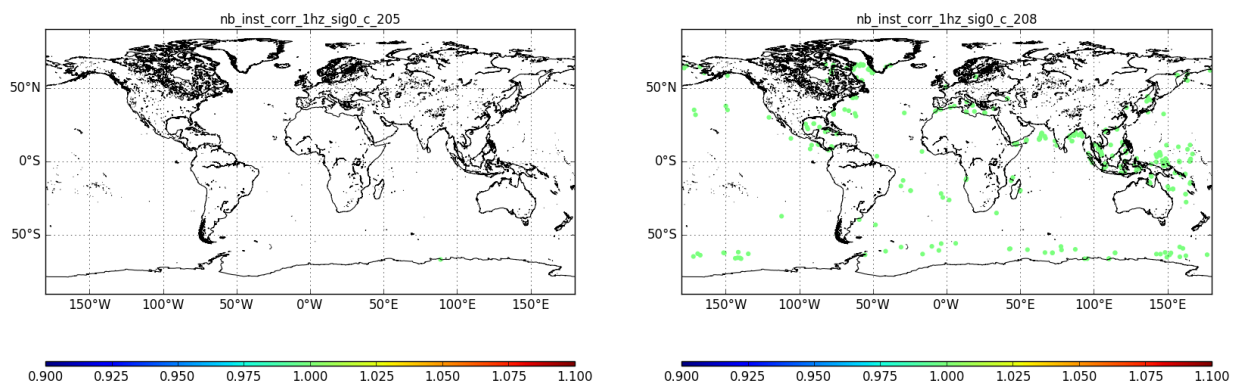 nb_inst_corr_1hz_sig0_c_205
50°N
0°S
50°S
150°W 100°W 50°W 0°W 50°E 100°E 150°E
0.900 0.925 0.950 0.975 1.000 1.025 1.050 1.075 1.100
nb_inst_corr_1hz_sig0_c_208
50°N
0°S
50°S
150°W 100°W 50°W 0°W 50°E 100°E 150°E
0.900 0.925 0.950 0.975 1.000 1.025 1.050 1.075 1.100